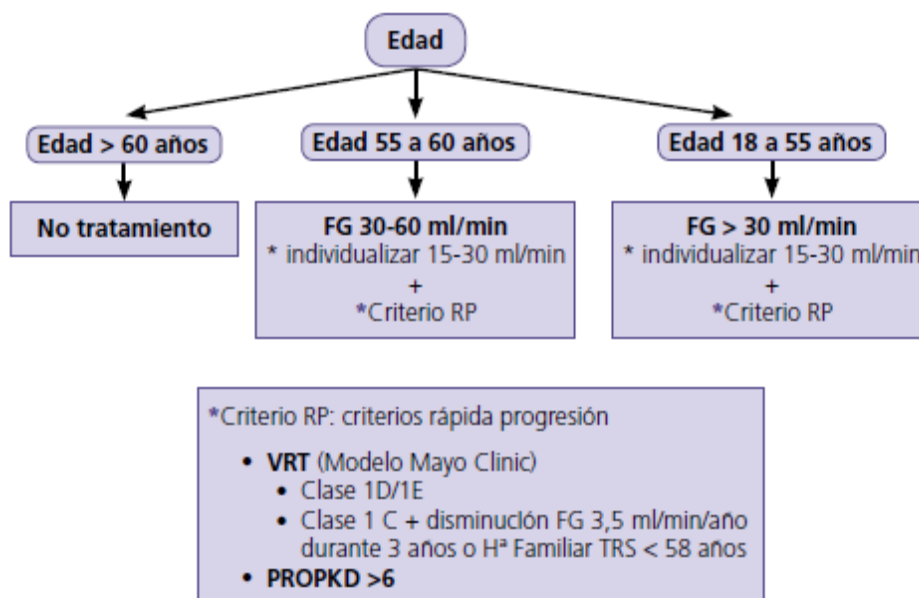 Edad
Edad > 60 años
Edad 55 a 60 años
Edad 18 a 55 años
No tratamiento
FG 30-60 ml/min
* individualizar 15-30 ml/min
+
*Criterio RP
FG > 30 ml/min
* individualizar 15-30 ml/min
+
*Criterio RP
*Criterio RP: criterios rápida progresión
• VRT (Modelo Mayo Clinic)
• Clase 1D/1E
• Clase 1 C + disminución FG 3,5 ml/min/año
durante 3 años o Hª Familiar TRS < 58 años
• PROPKD >6